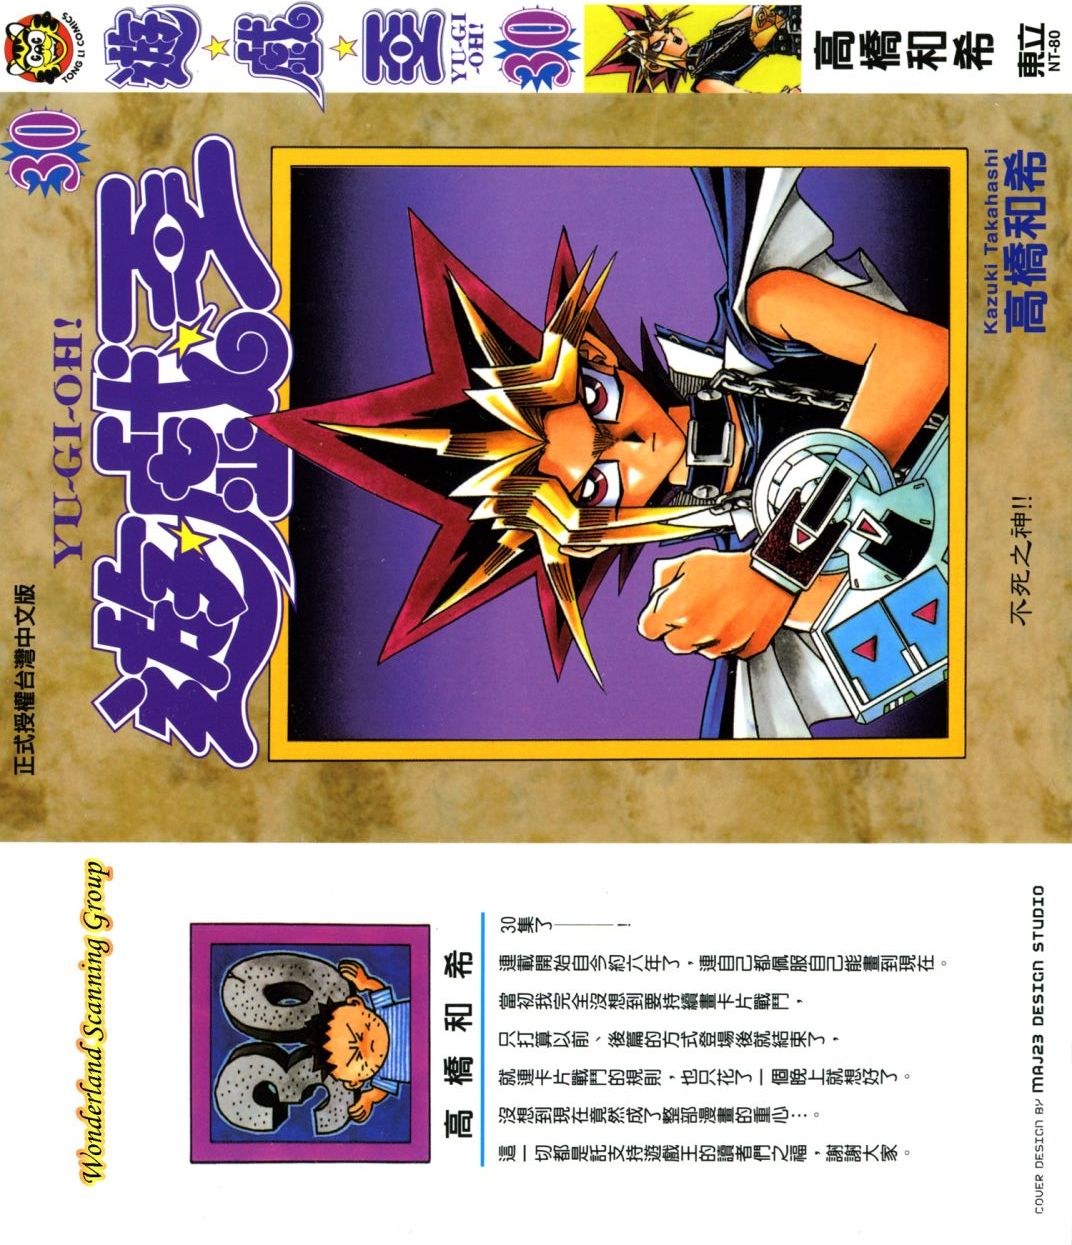 TONG LI COMICS
遊戲王
YU-GI-OH!
30
高橋和希
東立
NT-80
30
YU-GI-OH!
遊戲王
正式授權台灣中文版
Kazuki Takahashi
高橋和希
不死之神!!
Wonderland Scanning Group
高橋和希
30集了────!
連載開始自今約六年了,連自己都佩服自己能畫到現在。
當初我完全沒想到要持續畫卡片戰鬥,
只打算以前、後篇的方式登場後就結束了,
就連卡片戰鬥的規則,也只花了一個晚上就想好了。
沒想到現在竟然成了整部漫畫的重心…。
這一切都是託支持遊戲王的讀者們之福,謝謝大家。
COVER DESIGN BY MAJ23 DESIGN STUDIO